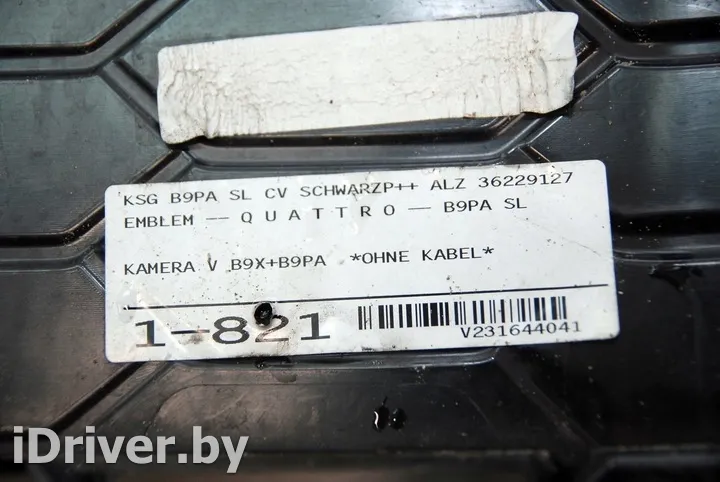 KSG B9PA SL CV SCHWARZP++ ALZ 36229127
EMBLEM -- QUATTRO -- B9PA SL
KAMERA V B9X+B9PA *OHNE KABEL*
1-821
V231644041
iDriver.by